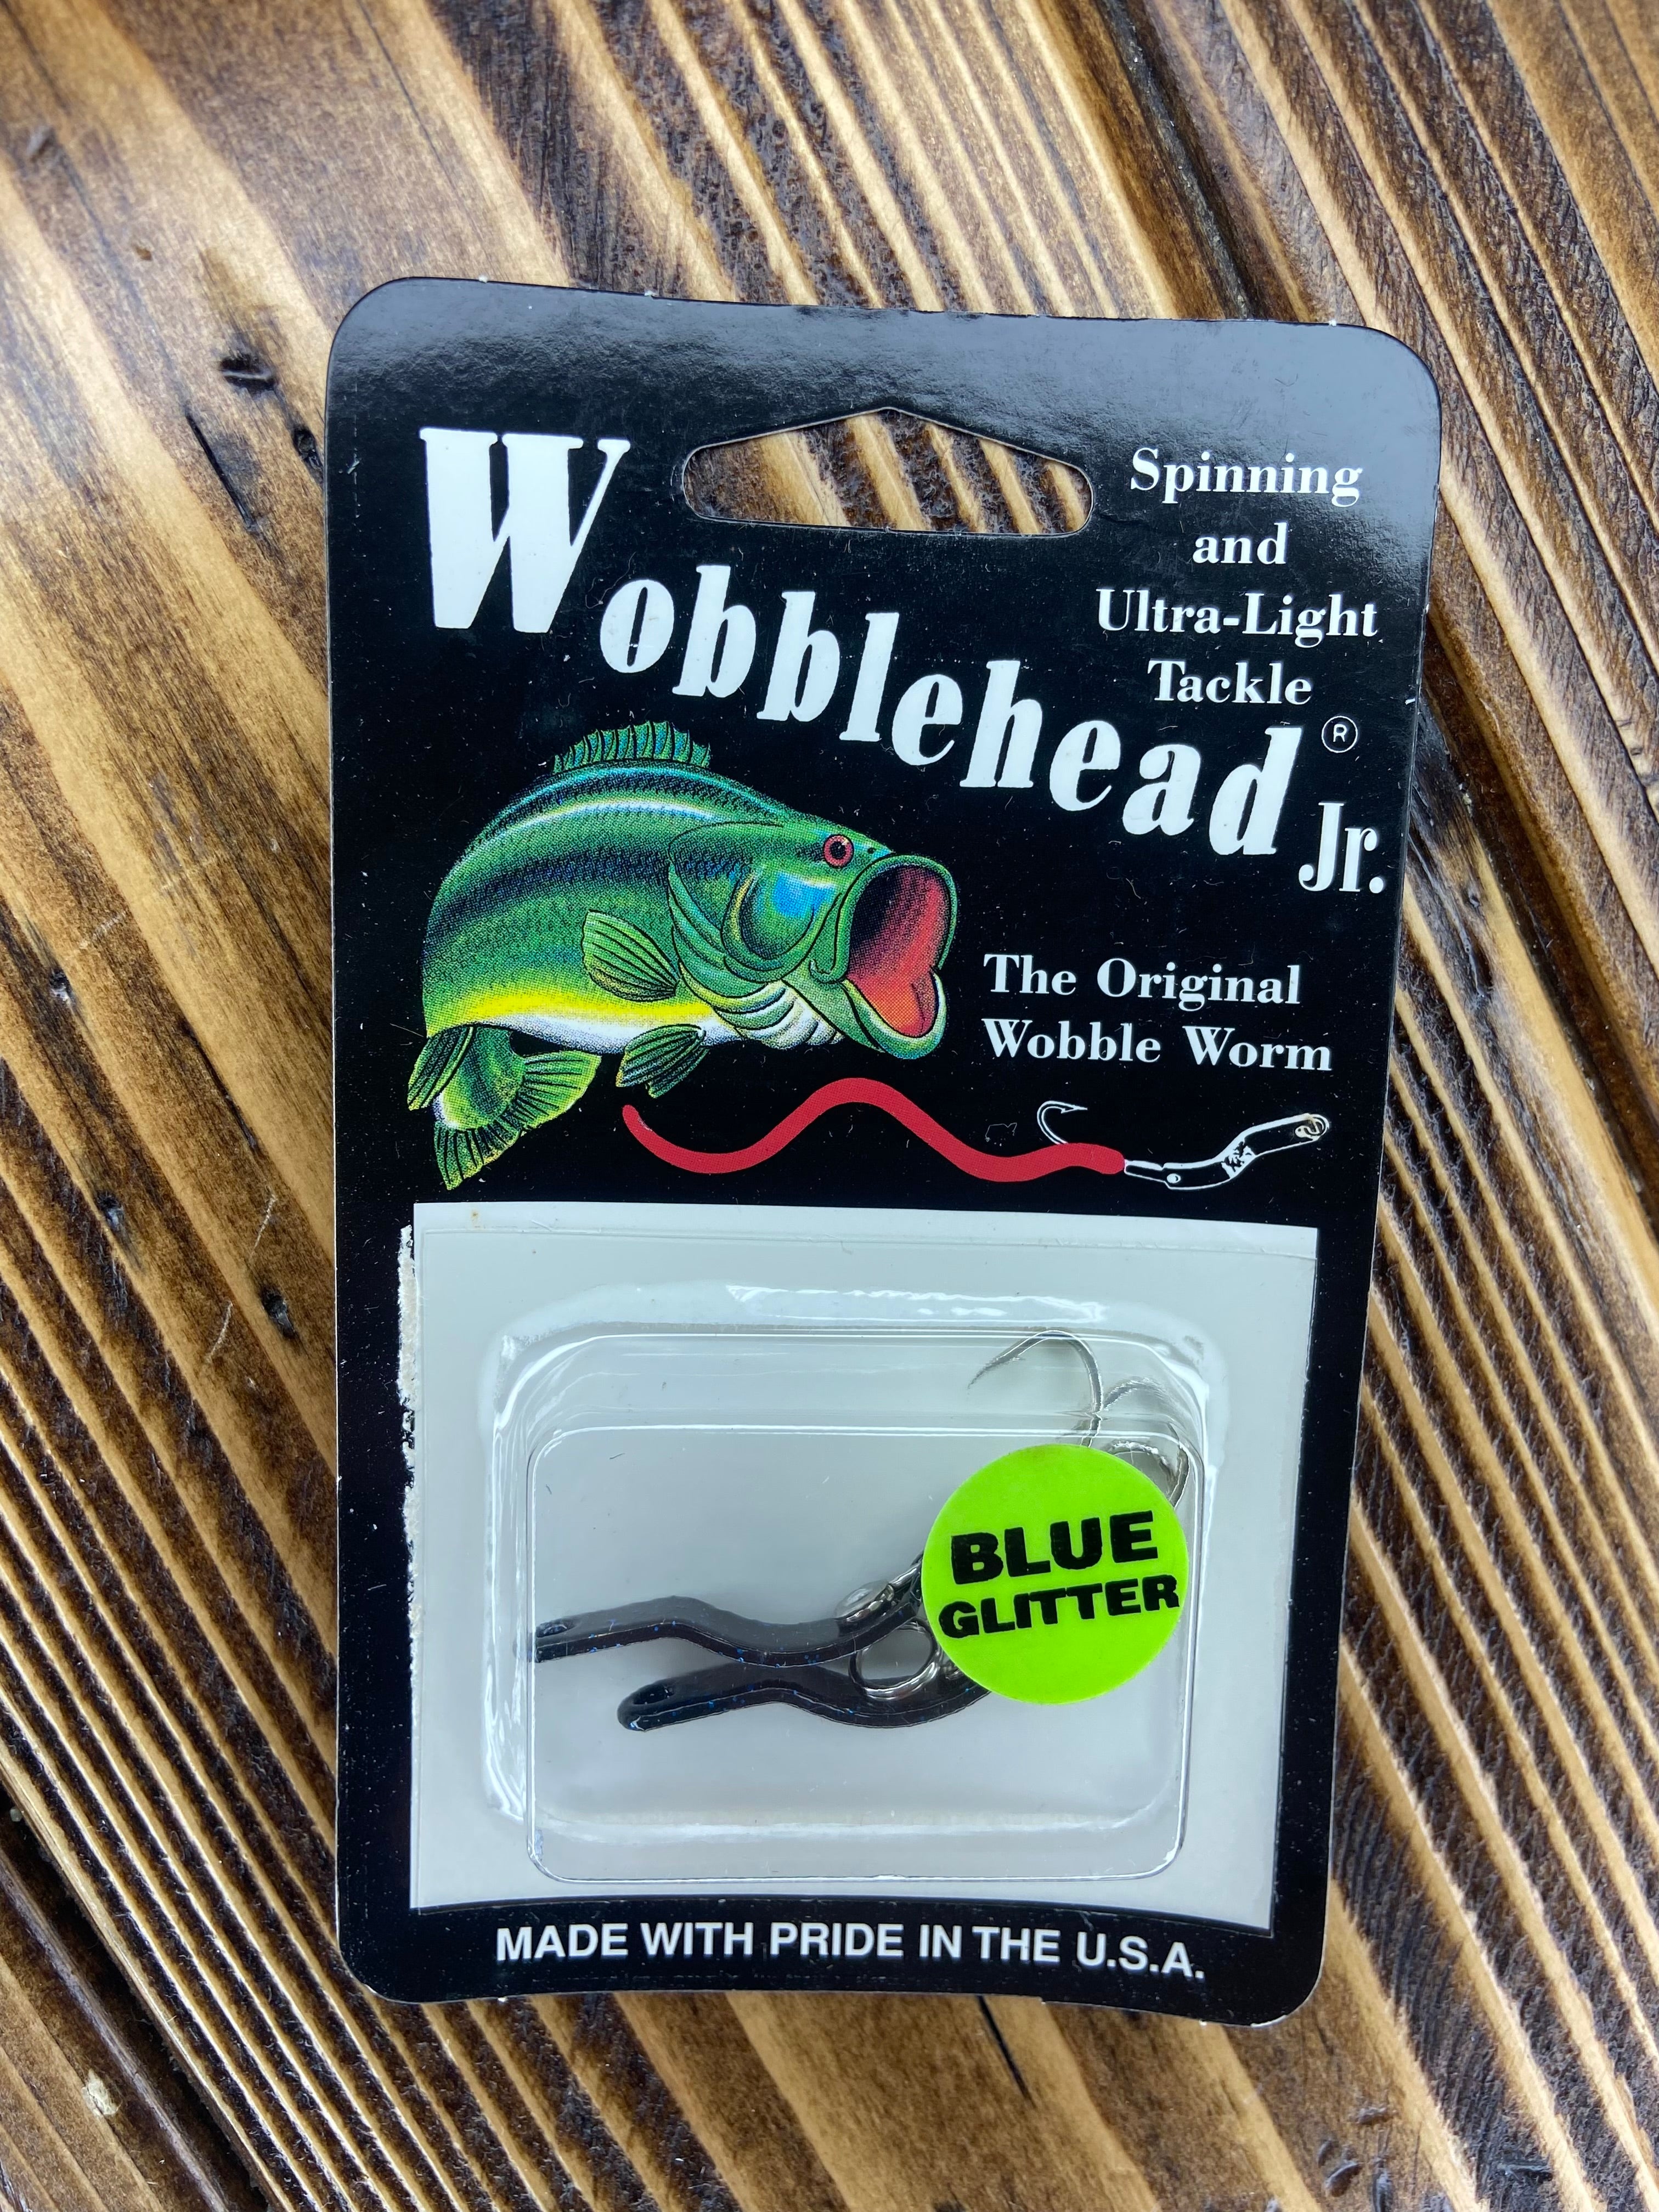 Spinning
and
Ultra-Light
Tackle
Wobblehead® Jr.
The Original
Wobble Worm
BLUE
GLITTER
MADE WITH PRIDE IN THE U.S.A.